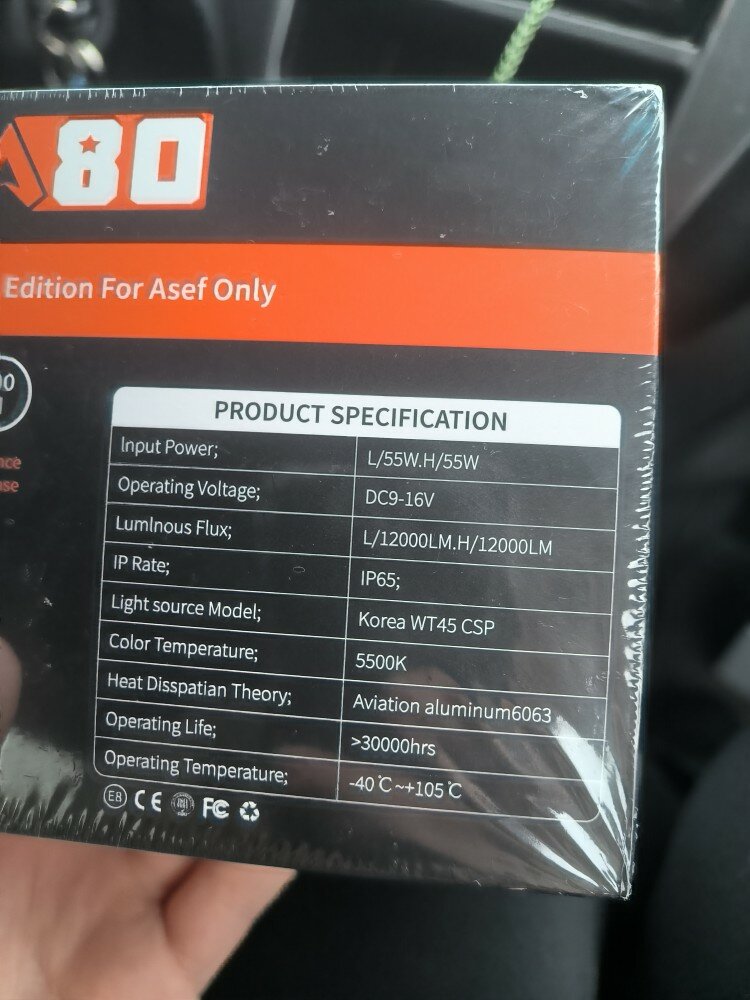 80
Edition For Asef Only
PRODUCT SPECIFICATION
Input Power; L/55W.H/55W
Operating Voltage; DC9-16V
LumInous Flux; L/12000LM.H/12000LM
IP Rate; IP65;
Light source Model; Korea WT45 CSP
Color Temperature; 5500K
Heat Disspatian Theory; Aviation aluminum6063
Operating Life; >30000hrs
Operating Temperature; -40℃~+105℃
E8 CE FC